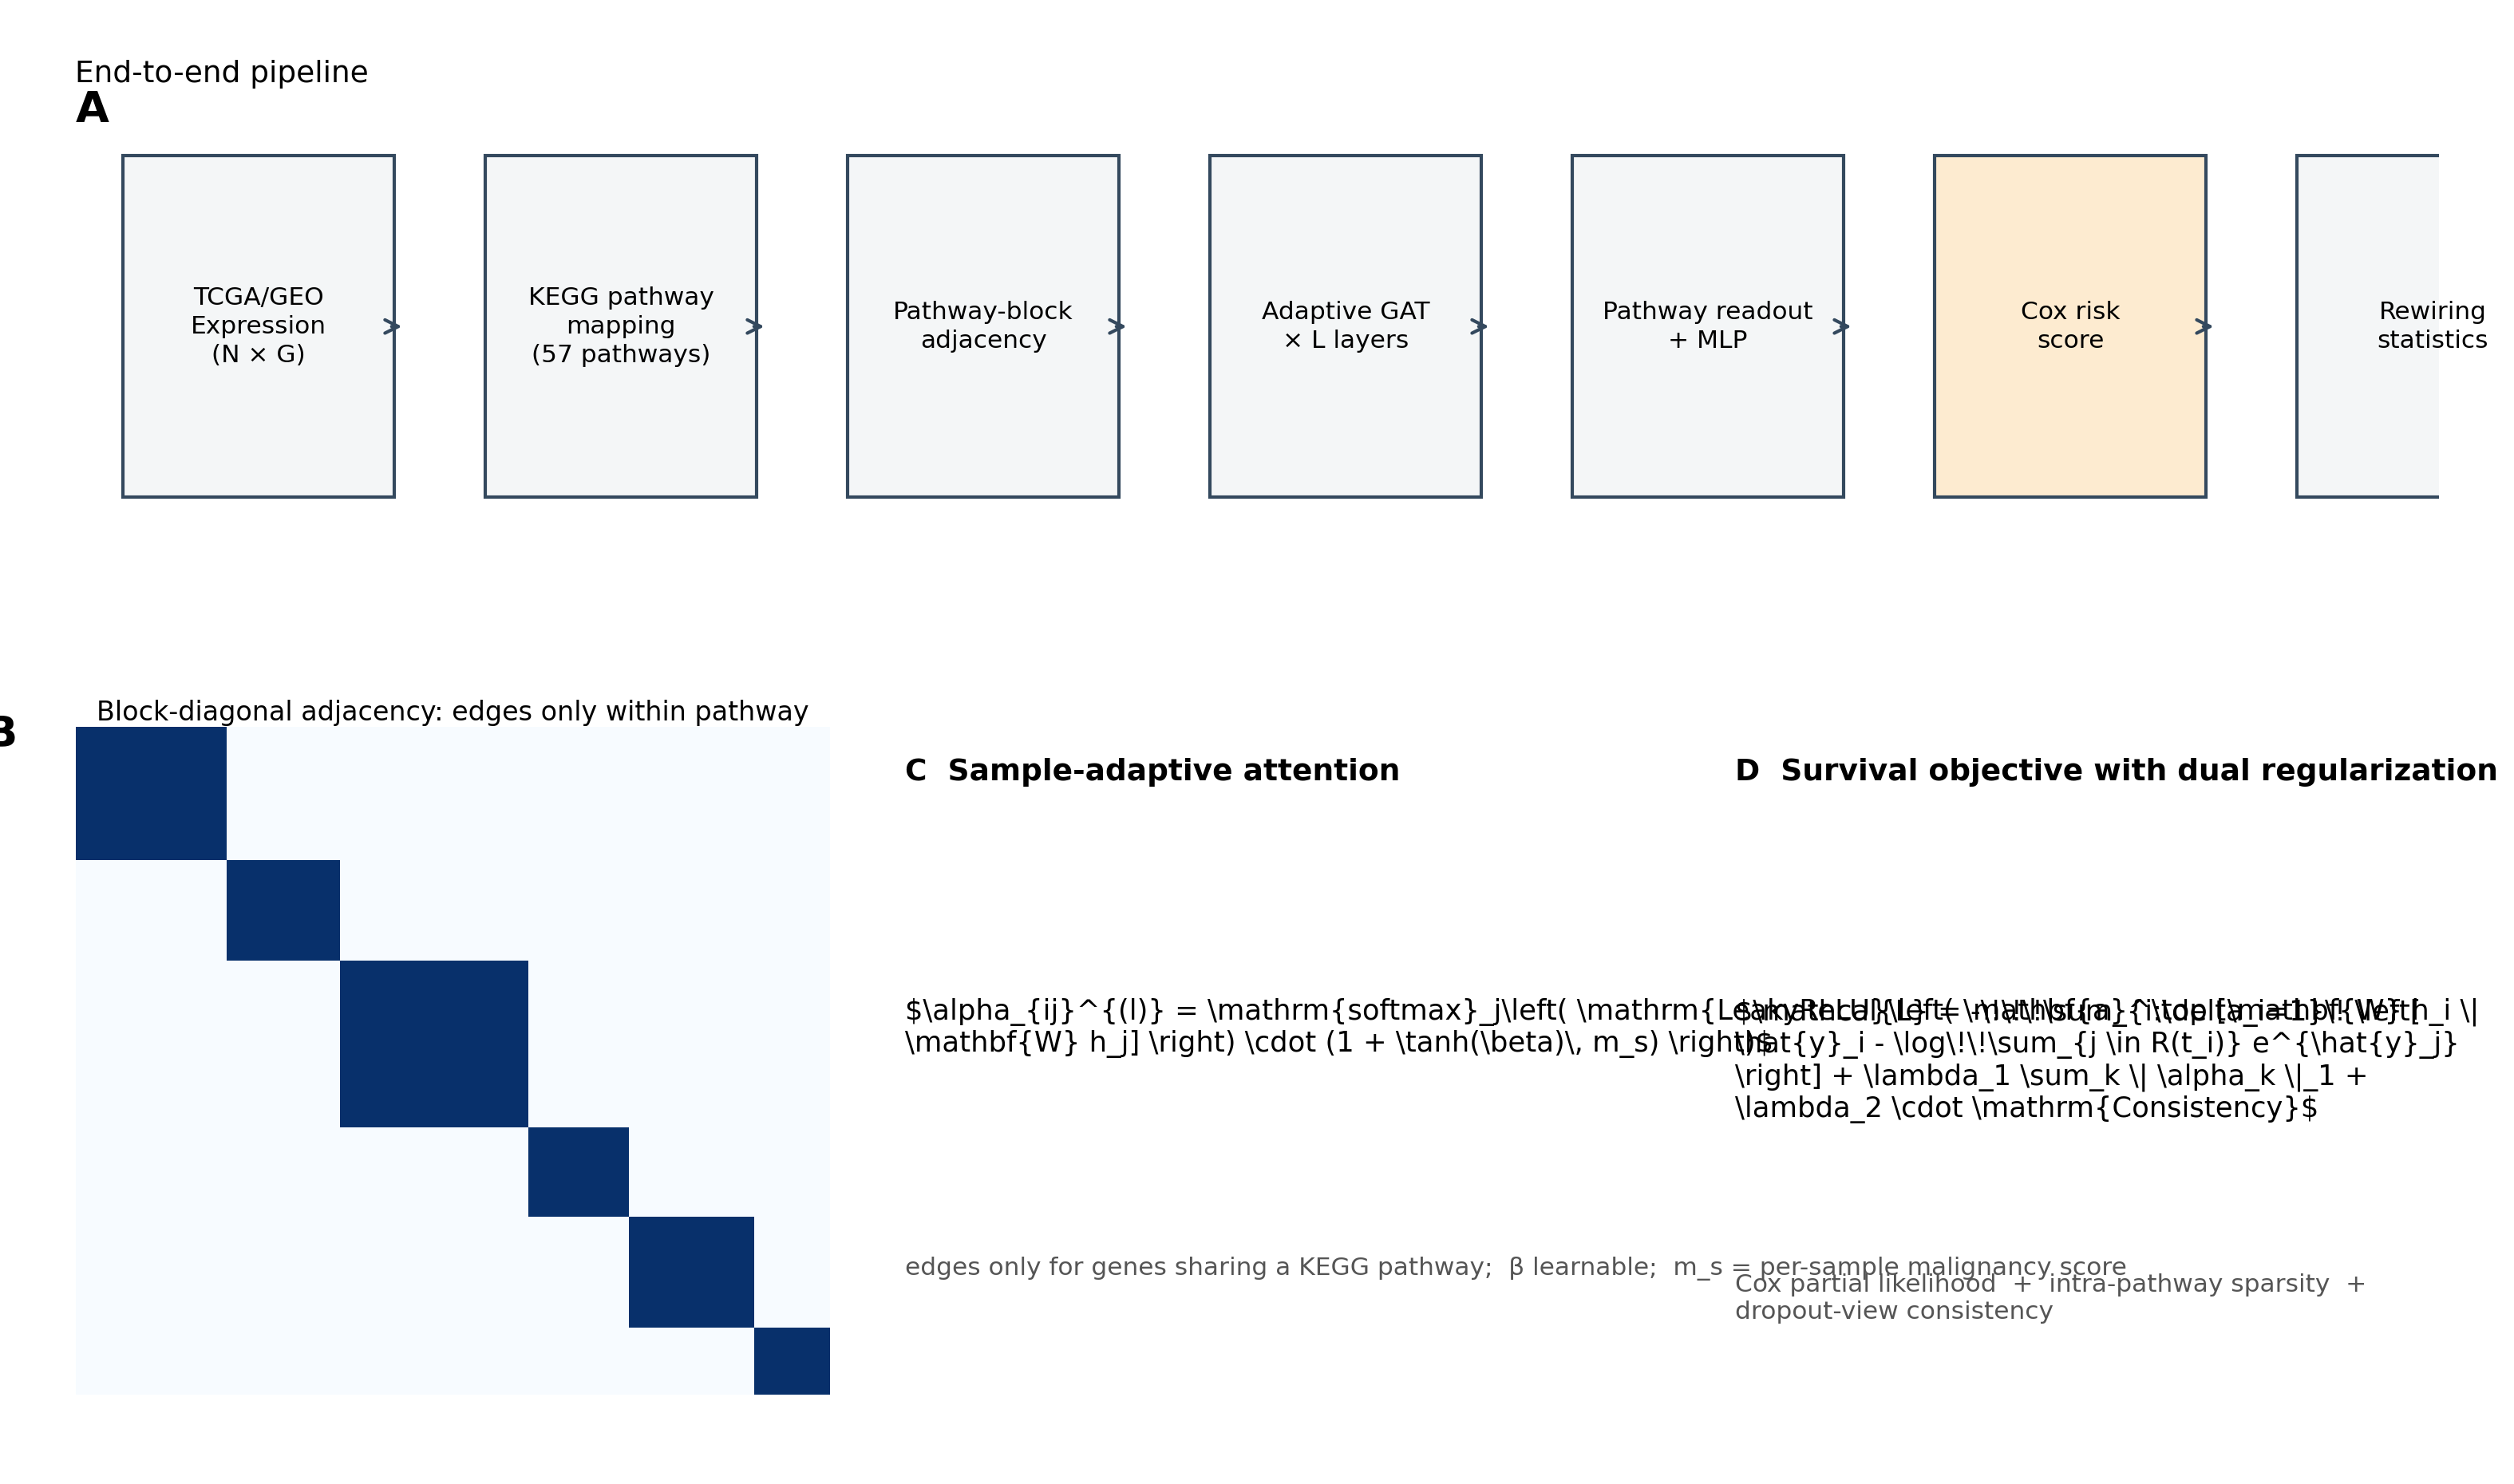 End-to-end pipeline
A
TCGA/GEO
Expression
(N × G)
KEGG pathway
mapping
(57 pathways)
Pathway-block
adjacency
Adaptive GAT
× L layers
Pathway readout
+ MLP
Cox risk
score
Rewiring
statistics
B
Block-diagonal adjacency: edges only within pathway
C Sample-adaptive attention
$\alpha_{ij}^{(l)} = \mathrm{softmax}_j\left( \mathrm{LeakyReLU}\left( \mathbf{a}^\top [\mathbf{W} h_i \|
\mathbf{W} h_j] \right) \cdot (1 + \tanh(\beta)\, m_s) \right)$
edges only for genes sharing a KEGG pathway; β learnable; m_s = per-sample malignancy score
D Survival objective with dual regularization
$\mathcal{L} = -\!\!\sum_{i:\delta_i=1}\!\left[
\hat{y}_i - \log\!\!\sum_{j \in R(t_i)} e^{\hat{y}_j}
\right] + \lambda_1 \sum_k \| \alpha_k \|_1 +
\lambda_2 \cdot \mathrm{Consistency}$
Cox partial likelihood + intra-pathway sparsity +
dropout-view consistency